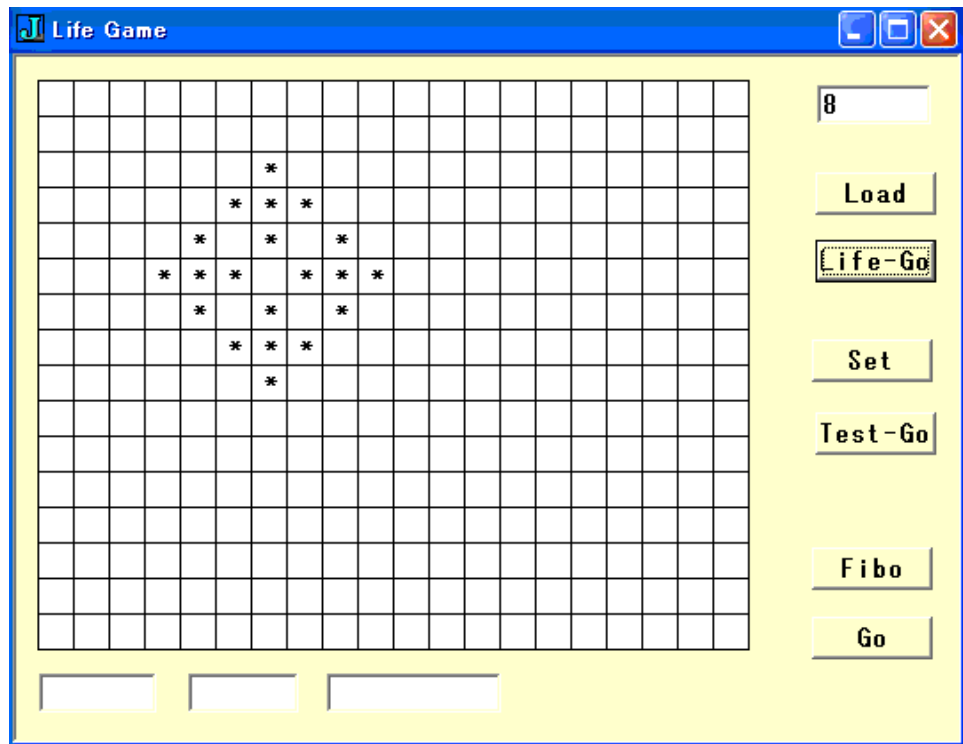 J Life Game
8
*
* * *
* * *
* * * * * *
* * *
* * *
*
Load
Life-Go
Set
Test-Go
Fibo
Go